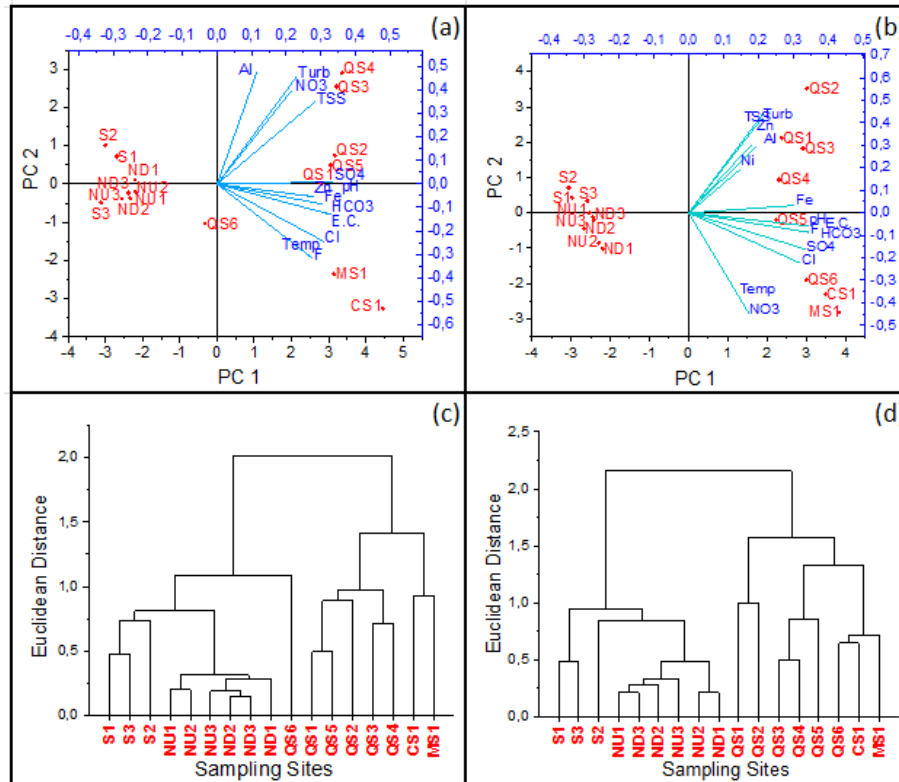 (a)
-0,3 -0,2 -0,1 0,0 0,1 0,2 0,3 0,4 0,5
3
2
1
0
-1
-2
-3
-4
PC 2
0,5
0,4
0,3
0,2
0,1
0,0
-0,1
-0,2
-0,3
-0,4
-0,5
-0,6
Al
Turb
QS4
NO3
QS3
TSS
S2
S1
QS2
ND1
QS1
QS5
SO4
ND3
NU2
Zn
pH
NU3
NU1
Fe
S3
ND2
HCO3
QS6
E.C.
Temp
Cl
F
MS1
CS1
-4 -3 -2 -1 0 1 2 3 4 5
PC 1
(b)
-0,3 -0,2 -0,1 0,0 0,1 0,2 0,3 0,4 0,5
4
3
2
1
0
-1
-2
-3
PC 2
0,7
0,6
0,5
0,4
0,3
0,2
0,1
0,0
-0,1
-0,2
-0,3
-0,4
-0,5
QS2
TSS
Turb
Zn
QS1
Al
QS3
Ni
S2
QS4
S1
S3
Fe
NU1
ND3
QS5
pH
E.C.
NU3
ND2
F
HCO3
NU2
ND1
SO4
Cl
QS6
Temp
CS1
NO3
MS1
-4 -3 -2 -1 0 1 2 3 4
PC 1
(c)
2,0
1,5
1,0
0,5
0,0
Euclidean Distance
S1 S3 S2 NU1 NU2 NU3 ND2 ND3 ND1 QS6 QS1 QS5 QS2 QS3 QS4 CS1 MS1
Sampling Sites
(d)
2,5
2,0
1,5
1,0
0,5
0,0
Euclidean Distance
S1 S3 S2 NU1 ND3 ND2 NU3 NU2 ND1 QS1 QS2 QS3 QS4 QS5 QS6 CS1 MS1
Sampling Sites